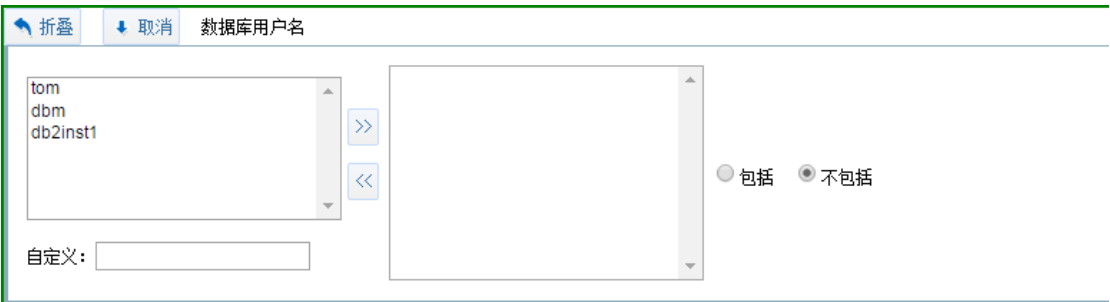 折叠 取消 数据库用户名
tom
dbm
db2inst1
>>
<<
包括 不包括
自定义：